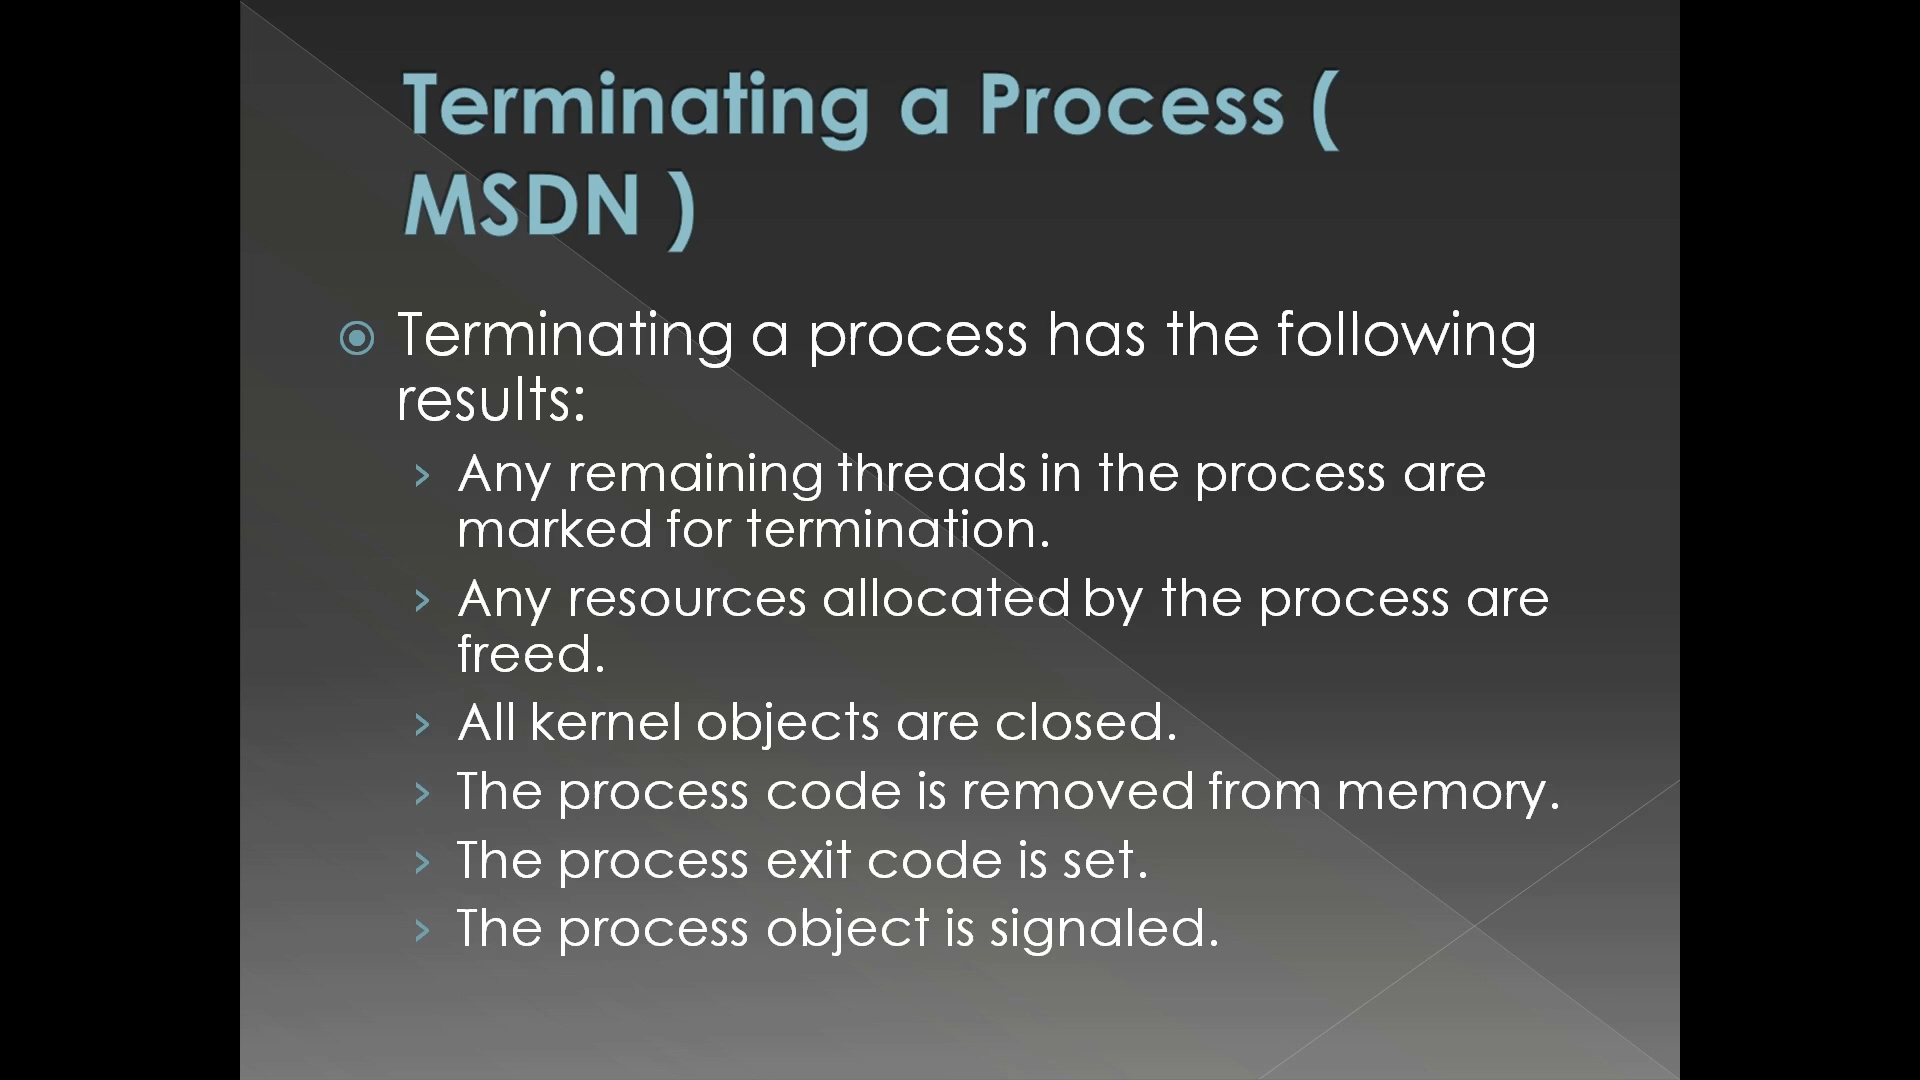 Terminating a Process (
MSDN )
Terminating a process has the following
results:
Any remaining threads in the process are
marked for termination.
Any resources allocated by the process are
freed.
All kernel objects are closed.
The process code is removed from memory.
The process exit code is set.
The process object is signaled.